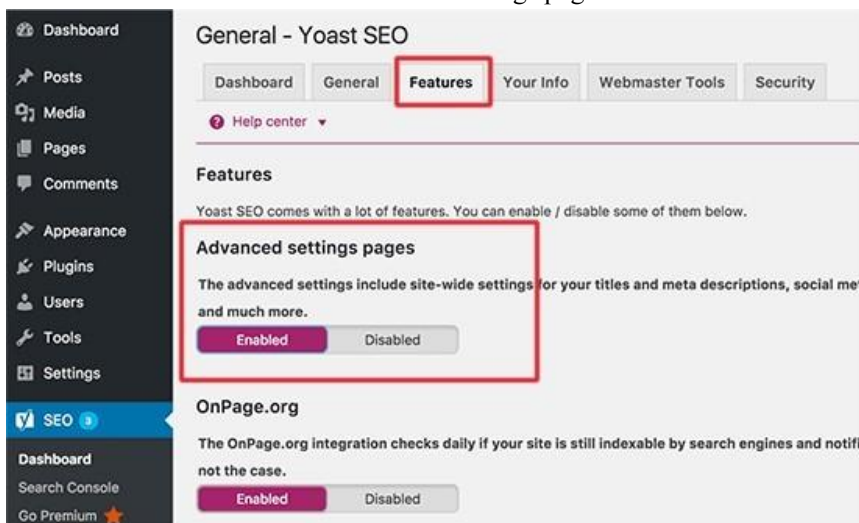 Dashboard
Posts
Media
Pages
Comments
Appearance
Plugins
Users
Tools
Settings
SEO 3
Dashboard
Search Console
Go Premium
General - Yoast SEO
Dashboard General Features Your Info Webmaster Tools Security
Help center
Features
Yoast SEO comes with a lot of features. You can enable / disable some of them below.
Advanced settings pages
The advanced settings include site-wide settings for your titles and meta descriptions, social me
and much more.
Enabled Disabled
OnPage.org
The OnPage.org integration checks daily if your site is still indexable by search engines and notifi
not the case.
Enabled Disabled